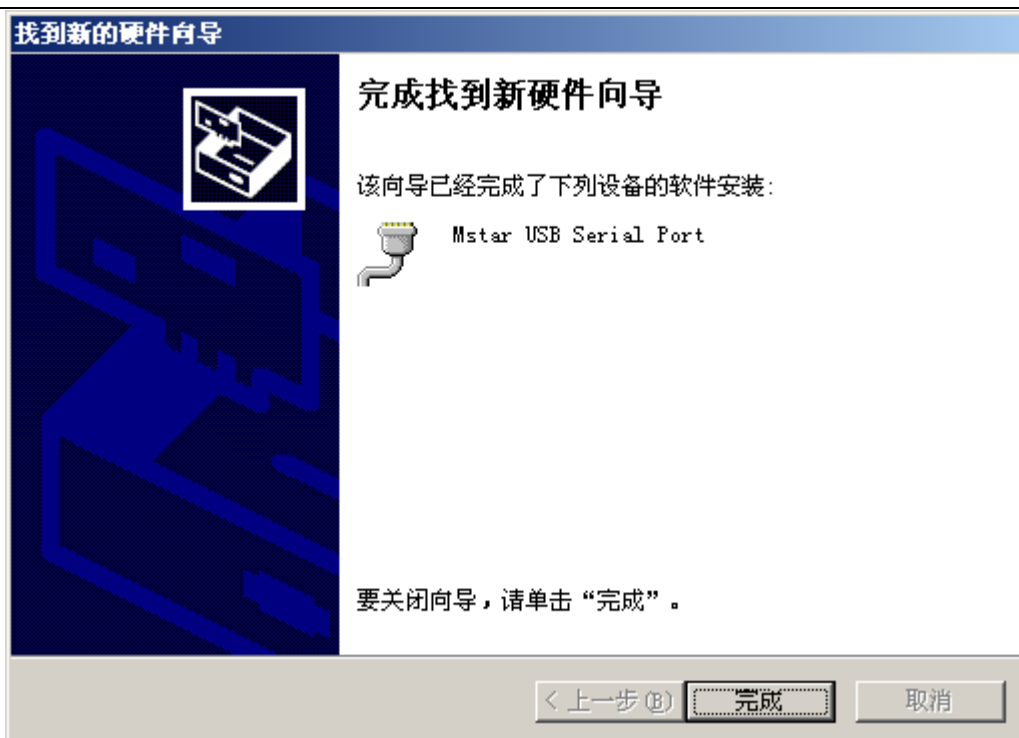 找到新的硬件向导
完成找到新硬件向导
该向导已经完成了下列设备的软件安装:
Mstar USB Serial Port
要关闭向导，请单击“完成”。
< 上一步(B)
完成
取消